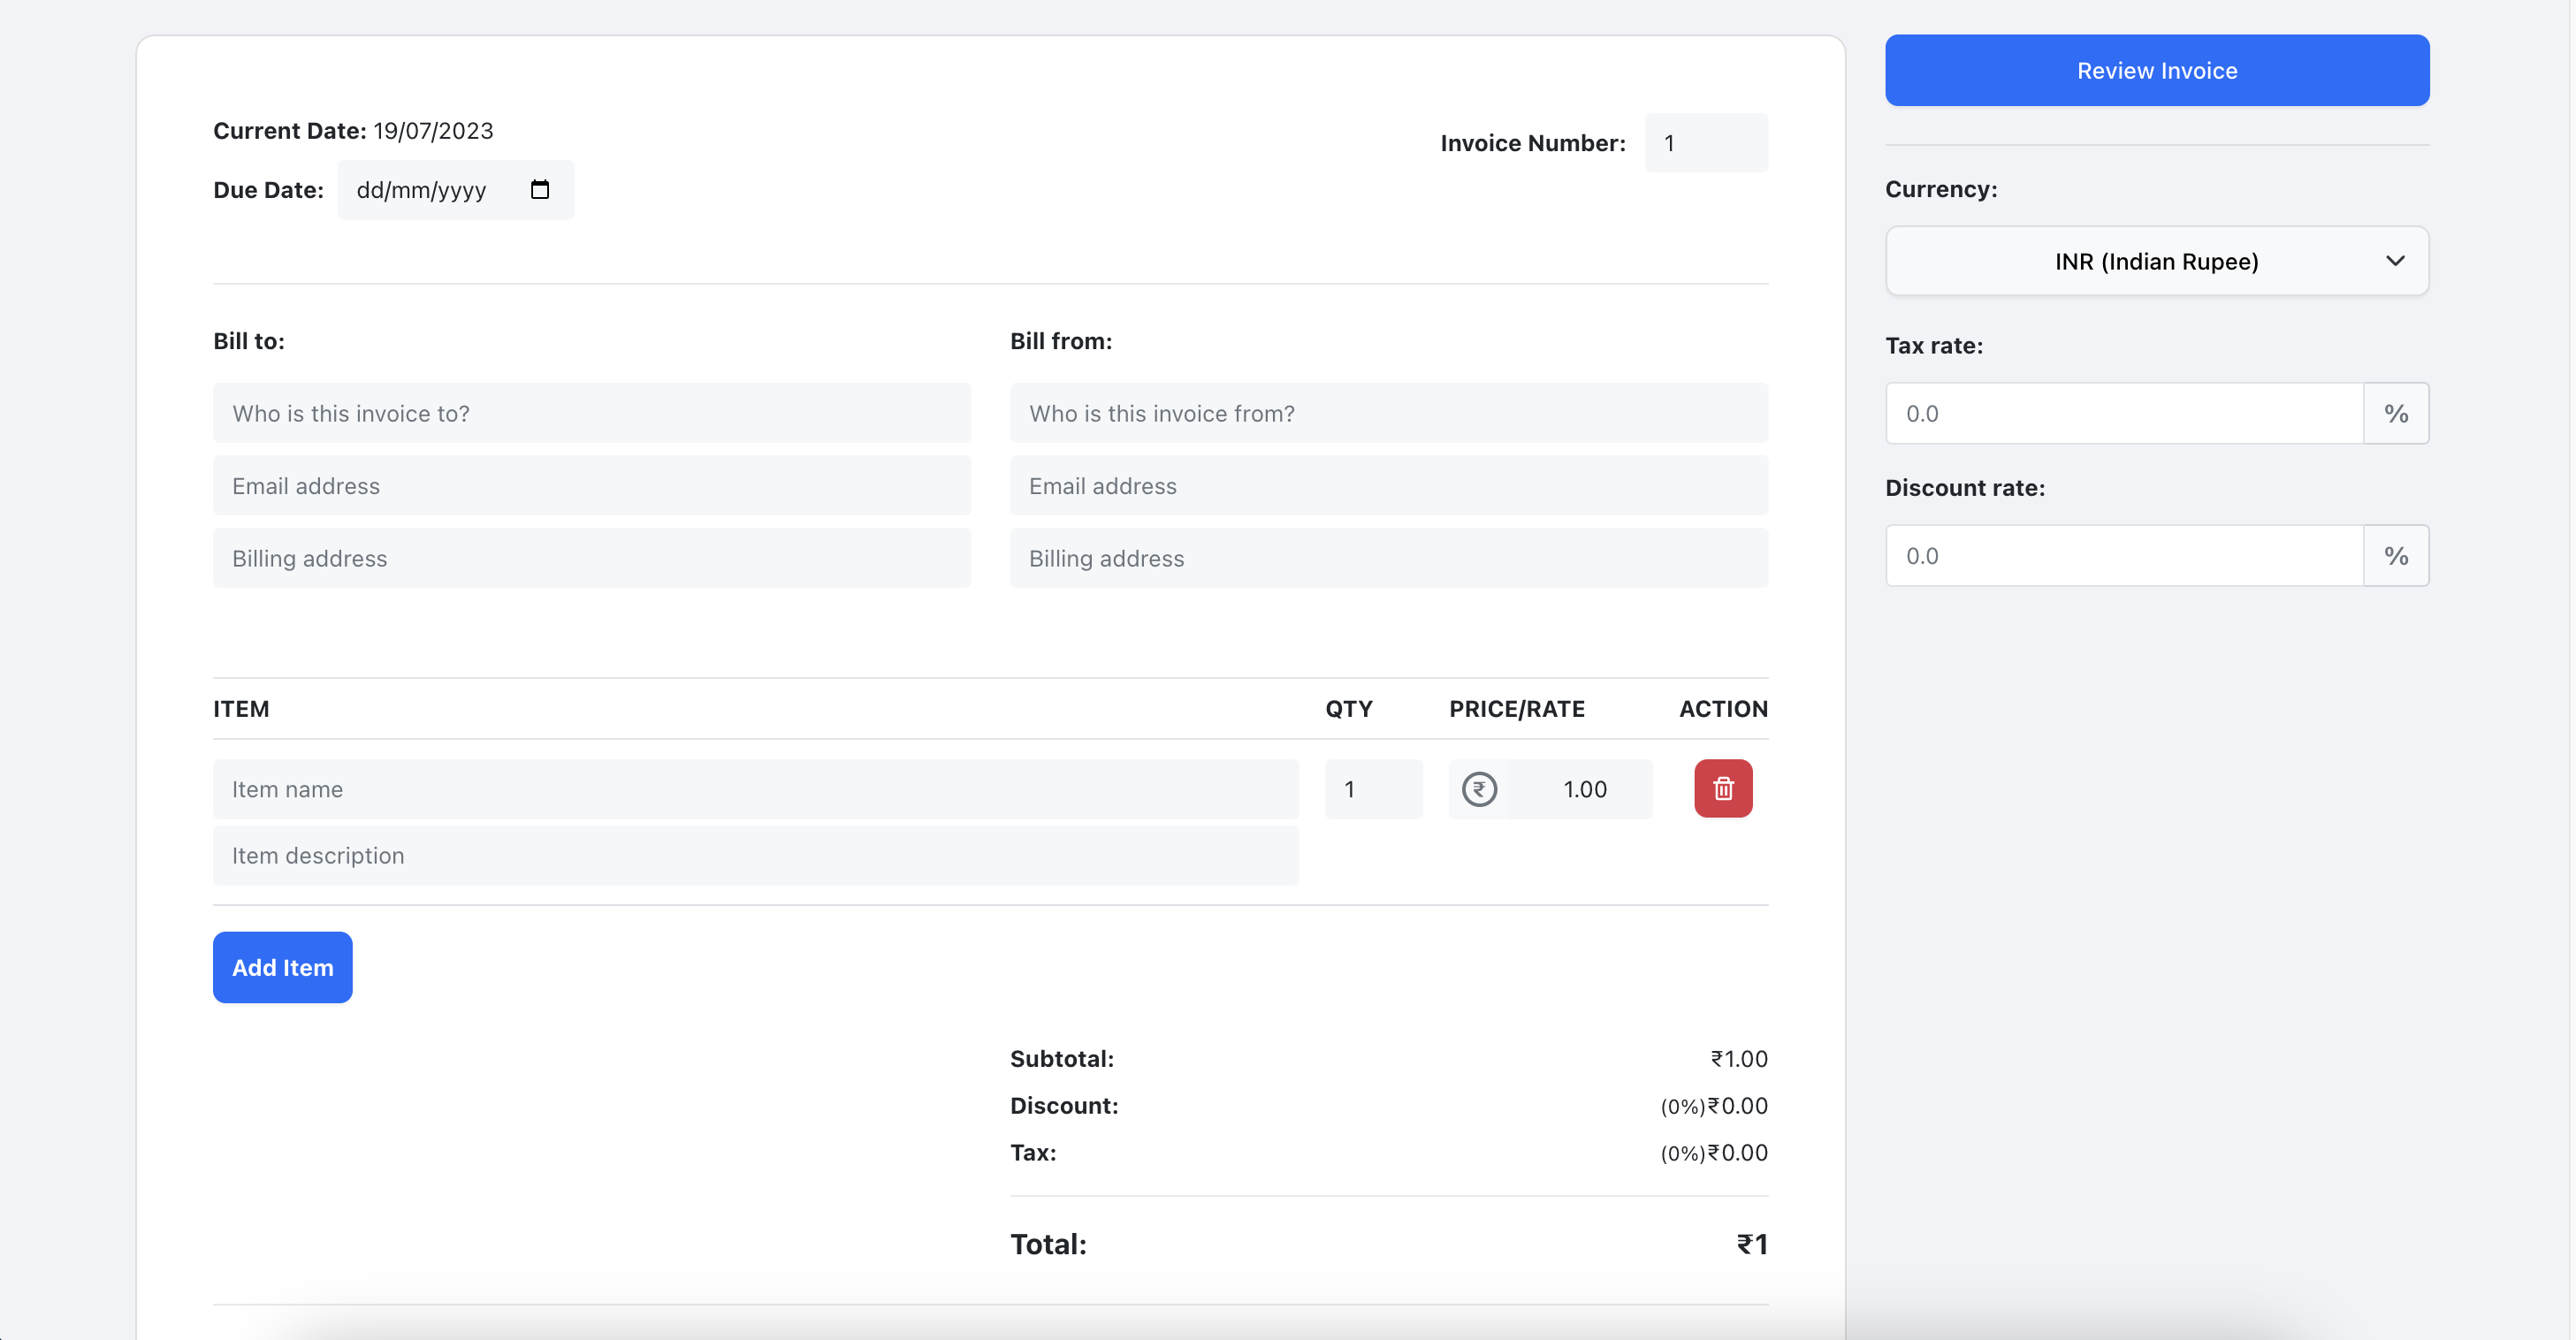 Current Date: 19/07/2023
Due Date: dd/mm/yyyy
Invoice Number: 1
Bill to:
Who is this invoice to?
Email address
Billing address
Bill from:
Who is this invoice from?
Email address
Billing address
ITEM QTY PRICE/RATE ACTION
Item name 1 ₹ 1.00
Item description
Add Item
Subtotal: ₹1.00
Discount: (0%)₹0.00
Tax: (0%)₹0.00
Total: ₹1
Review Invoice
Currency:
INR (Indian Rupee)
Tax rate:
0.0 %
Discount rate:
0.0 %